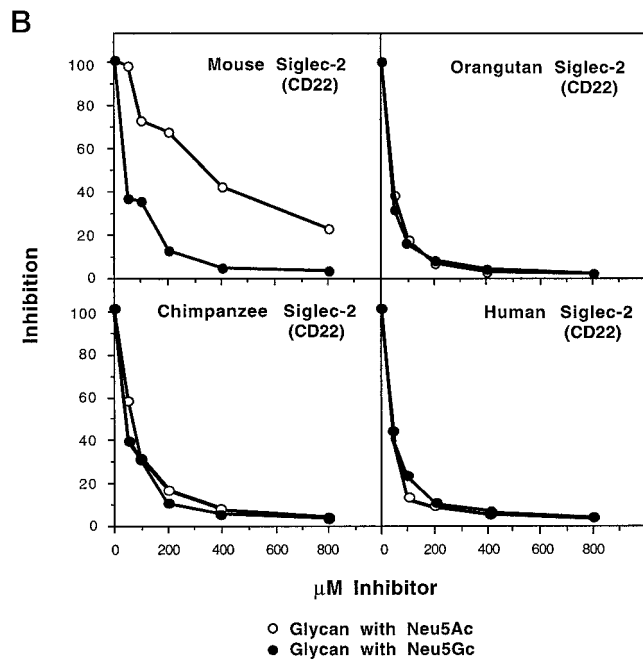 B
Mouse Siglec-2
(CD22)
Orangutan Siglec-2
(CD22)
100
80
60
40
20
0
Inhibition
Chimpanzee Siglec-2
(CD22)
Human Siglec-2
(CD22)
100
80
60
40
20
0
0 200 400 600 800 0 200 400 600 800
μM Inhibitor
Glycan with Neu5Ac
Glycan with Neu5Gc